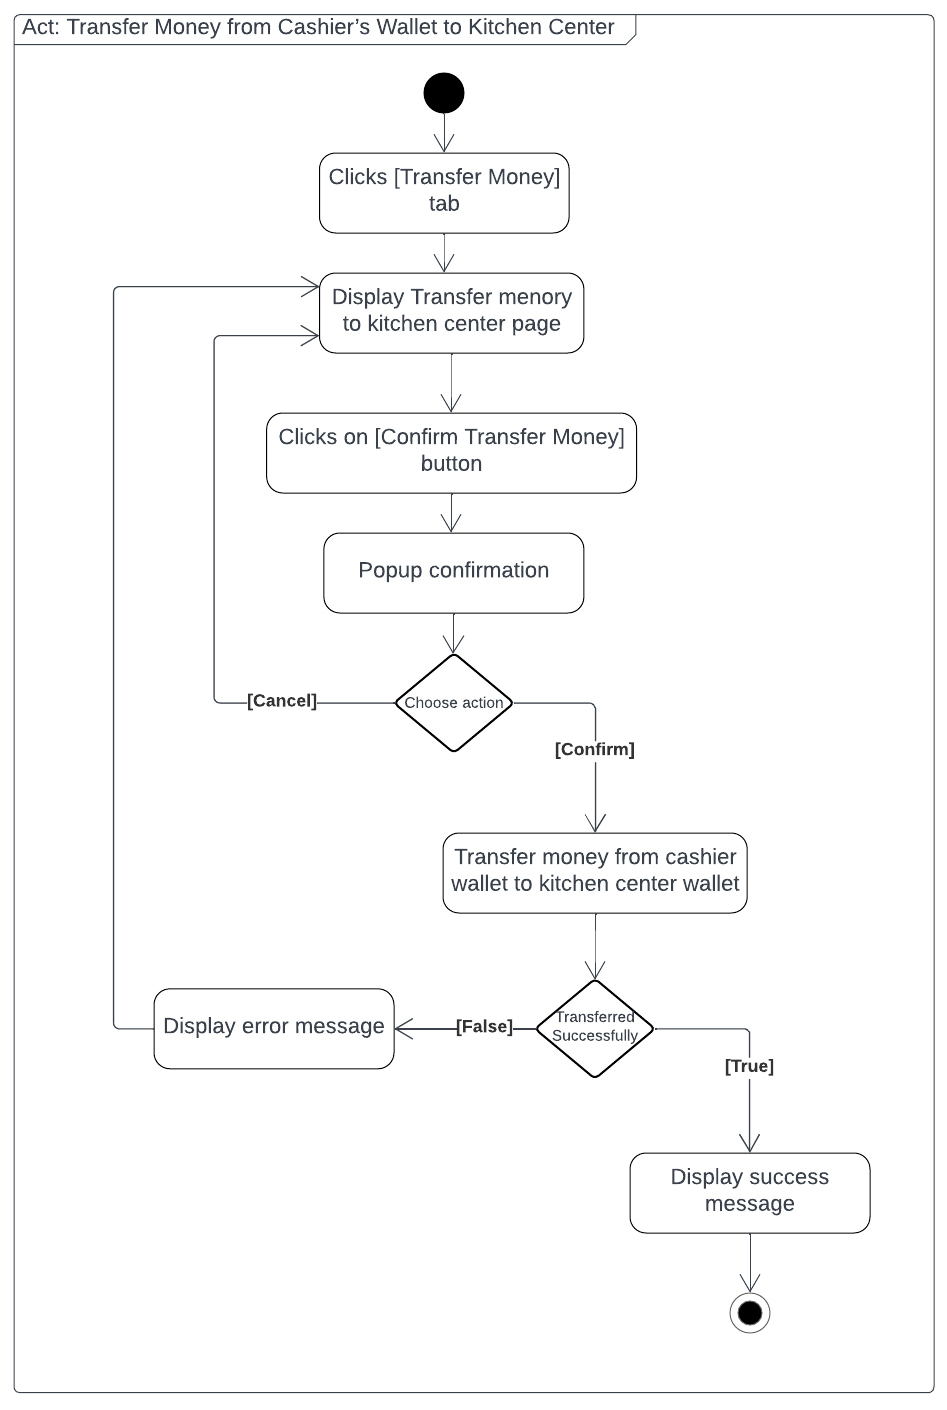 Act: Transfer Money from Cashier’s Wallet to Kitchen Center
Clicks [Transfer Money]
tab
Display Transfer menory
to kitchen center page
Clicks on [Confirm Transfer Money]
button
Popup confirmation
Choose action
[Cancel]
[Confirm]
Transfer money from cashier
wallet to kitchen center wallet
Transferred
Successfully
[False]
Display error message
[True]
Display success
message